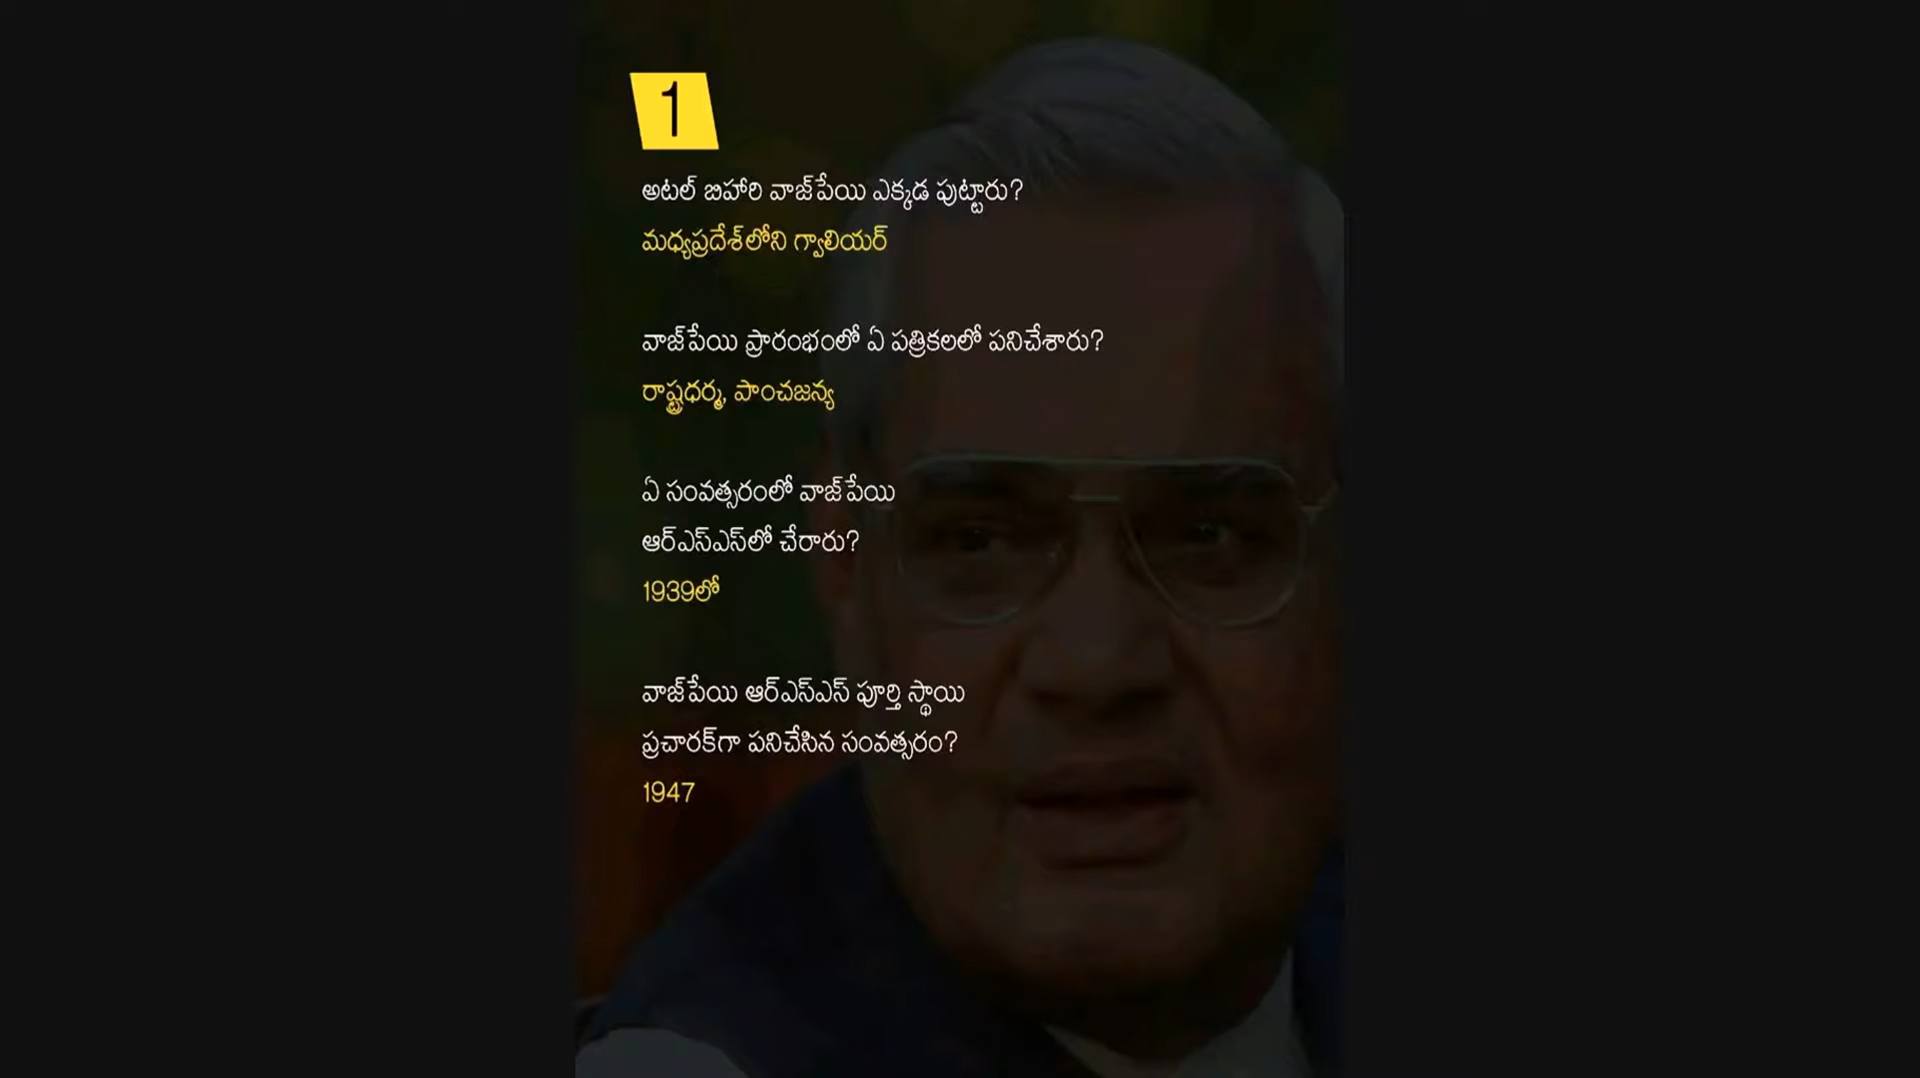 1
అటల్ బిహారి వాజ్‌పేయి ఎక్కడ పుట్టారు?
మధ్యప్రదేశ్‌లోని గ్వాలియర్
వాజ్‌పేయి ప్రారంభంలో ఏ పత్రికలలో పనిచేశారు?
రాష్ట్రధర్మ, పాంచజన్య
ఏ సంవత్సరంలో వాజ్‌పేయి
ఆర్ఎస్ఎస్‌లో చేరారు?
1939లో
వాజ్‌పేయి ఆర్ఎస్ఎస్ పూర్తి స్థాయి
ప్రచారక్‌గా పనిచేసిన సంవత్సరం?
1947